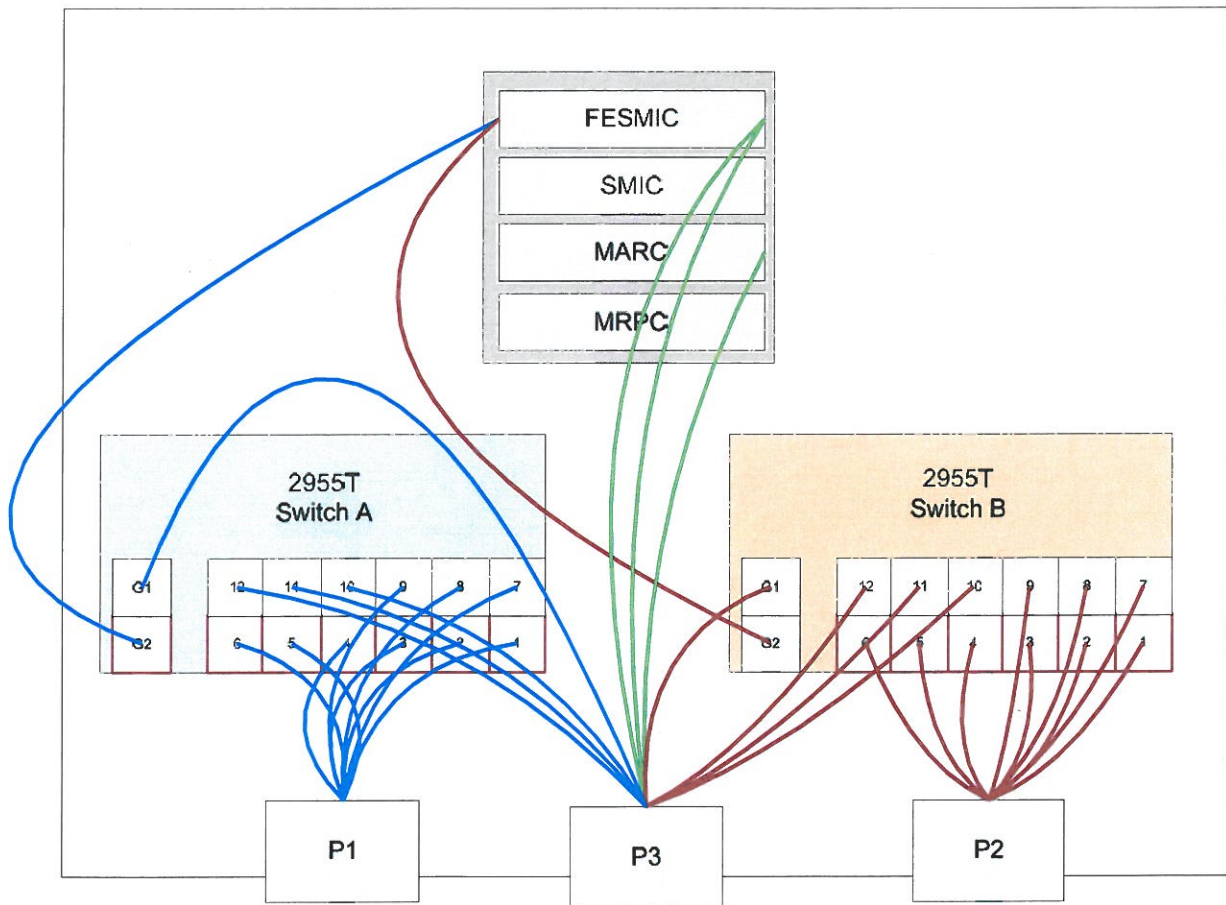 FESMIC
SMIC
MARC
MRPC
2955T
Switch A
2955T
Switch B
G1 12 14 10 9 8 7
G2 6 5 4 3 2 1
G1 12 11 10 9 8 7
G2 6 5 4 3 2 1
P1
P3
P2